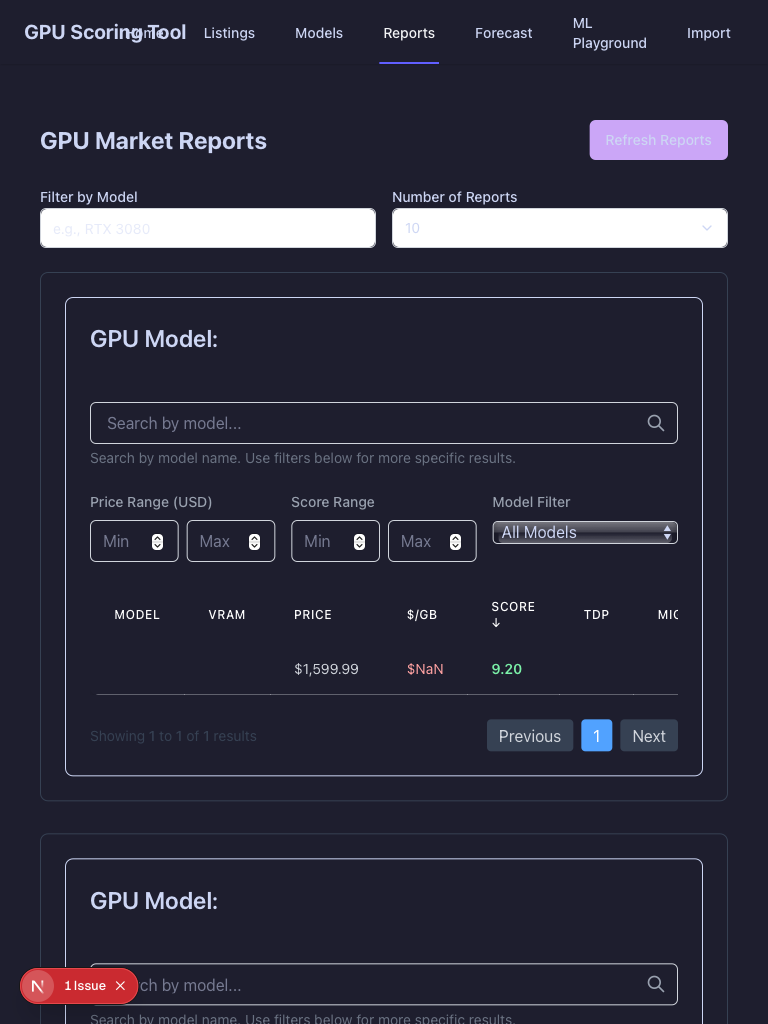 GPU Scoring Tool
Home
Listings
Models
Reports
Forecast
ML
Playground
Import
GPU Market Reports
Refresh Reports
Filter by Model
Number of Reports
e.g., RTX 3080
10
GPU Model:
Search by model...
Search by model name. Use filters below for more specific results.
Price Range (USD)
Score Range
Model Filter
Min
Max
Min
Max
All Models
MODEL
VRAM
PRICE
$/GB
SCORE
↓
TDP
MIG
$1,599.99
$NaN
9.20
Showing 1 to 1 of 1 results
Previous
1
Next
GPU Model:
ch by model...
Search by model name. Use filters below for more specific results.
N
1 Issue